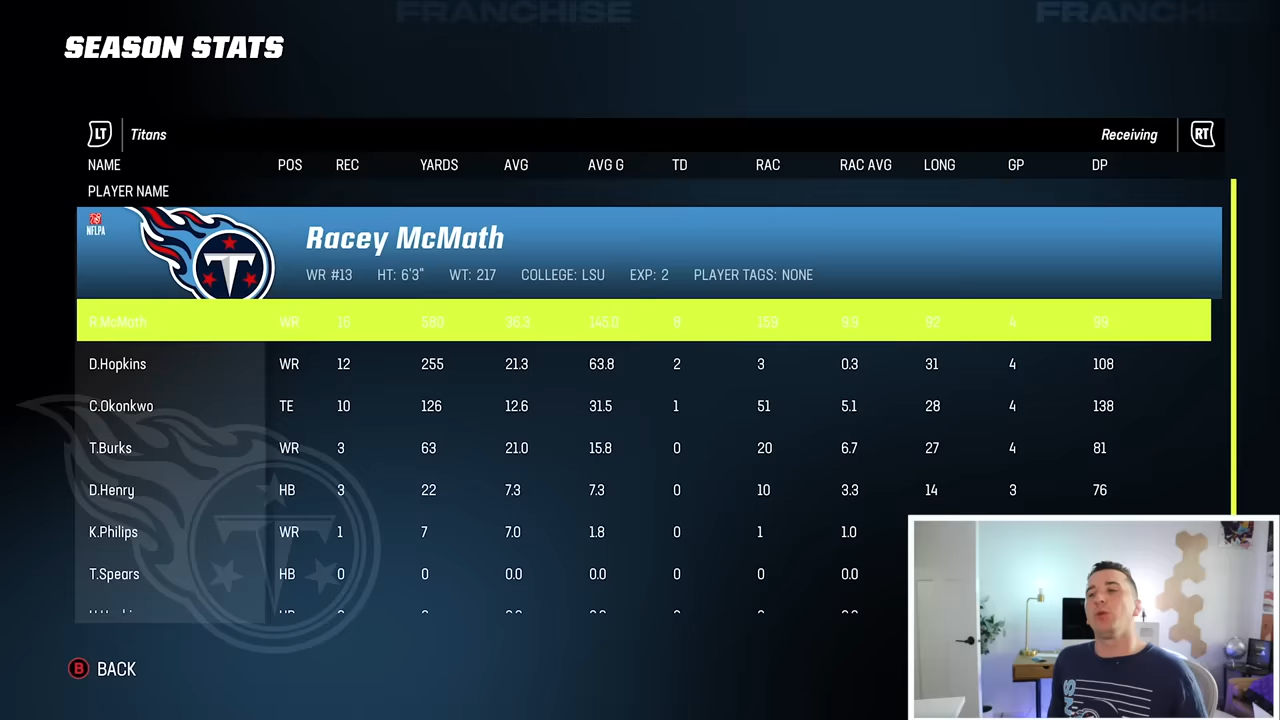 FRANCHISE FRANCHISE
SEASON STATS
LT Titans Receiving RT
NAME POS REC YARDS AVG AVG G TD RAC RAC AVG LONG GP DP
PLAYER NAME
NFLPA
Racey McMath
WR #13 HT: 6'3" WT: 217 COLLEGE: LSU EXP: 2 PLAYER TAGS: NONE
R.McMath WR 16 580 36.3 145.0 8 159 9.9 92 4 99
D.Hopkins WR 12 255 21.3 63.8 2 3 0.3 31 4 108
C.Okonkwo TE 10 126 12.6 31.5 1 51 5.1 28 4 138
T.Burks WR 3 63 21.0 15.8 0 20 6.7 27 4 81
D.Henry HB 3 22 7.3 7.3 0 10 3.3 14 3 76
K.Philips WR 1 7 7.0 1.8 0 1 1.0
T.Spears HB 0 0 0.0 0.0 0 0 0.0
B BACK